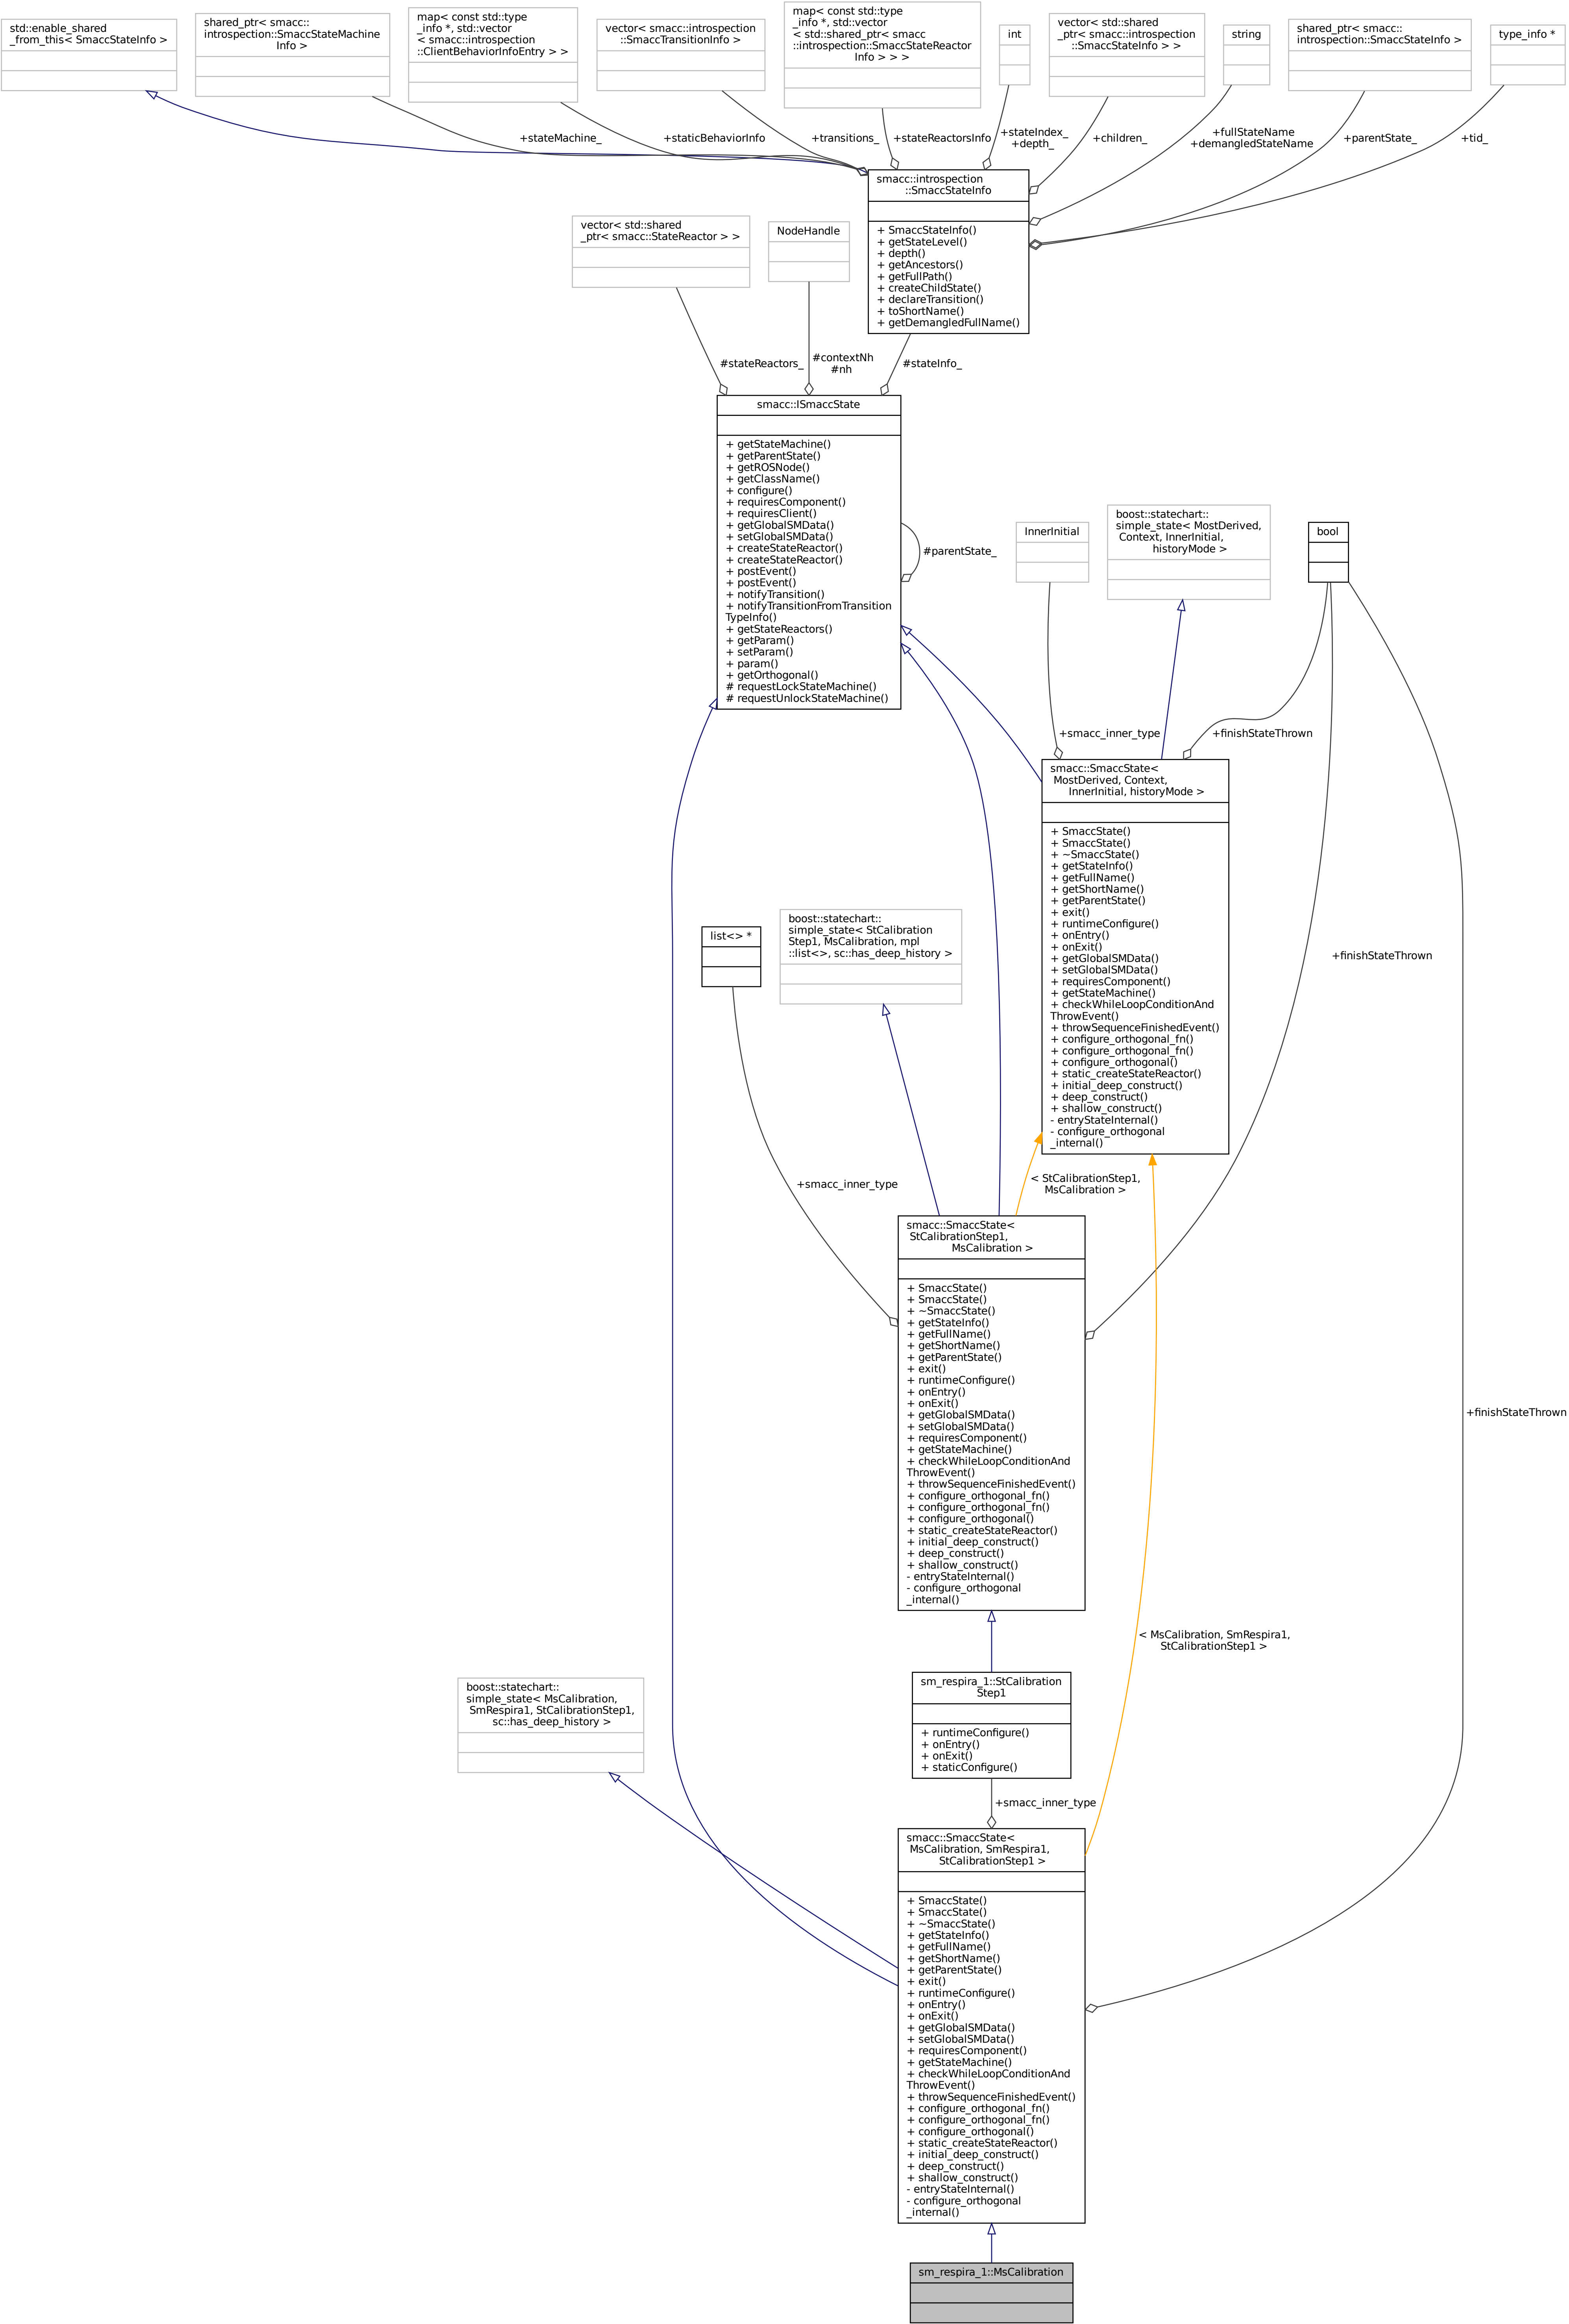 std::enable_shared
_from_this< SmaccStateInfo >
shared_ptr< smacc::
introspection::SmaccStateMachine
Info >
map< const std::type
_info *, std::vector
< smacc::introspection
::ClientBehaviorInfoEntry > >
vector< smacc::introspection
::SmaccTransitionInfo >
map< const std::type
_info *, std::vector
< std::shared_ptr< smacc
::introspection::SmaccStateReactor
Info > > >
int
vector< std::shared
_ptr< smacc::introspection
::SmaccStateInfo > >
string
shared_ptr< smacc::
introspection::SmaccStateInfo >
type_info *
+stateMachine_
+staticBehaviorInfo
+transitions_
+stateReactorsInfo
+stateIndex_
+depth_
+children_
+fullStateName
+demangledStateName
+parentState_
+tid_
smacc::introspection
::SmaccStateInfo
+ SmaccStateInfo()
+ getStateLevel()
+ depth()
+ getAncestors()
+ getFullPath()
+ createChildState()
+ declareTransition()
+ toShortName()
+ getDemangledFullName()
vector< std::shared
_ptr< smacc::StateReactor > >
NodeHandle
#stateReactors_
#contextNh
#nh
#stateInfo_
smacc::ISmaccState
+ getStateMachine()
+ getParentState()
+ getROSNode()
+ getClassName()
+ configure()
+ requiresComponent()
+ requiresClient()
+ getGlobalSMData()
+ setGlobalSMData()
+ createStateReactor()
+ createStateReactor()
+ postEvent()
+ postEvent()
+ notifyTransition()
+ notifyTransitionFromTransition
TypeInfo()
+ getStateReactors()
+ getParam()
+ setParam()
+ param()
+ getOrthogonal()
# requestLockStateMachine()
# requestUnlockStateMachine()
#parentState_
InnerInitial
boost::statechart::
simple_state< MostDerived,
Context, InnerInitial,
historyMode >
bool
+smacc_inner_type
+finishStateThrown
smacc::SmaccState<
MostDerived, Context,
InnerInitial, historyMode >
+ SmaccState()
+ SmaccState()
+ ~SmaccState()
+ getStateInfo()
+ getFullName()
+ getShortName()
+ getParentState()
+ exit()
+ runtimeConfigure()
+ onEntry()
+ onExit()
+ getGlobalSMData()
+ setGlobalSMData()
+ requiresComponent()
+ getStateMachine()
+ checkWhileLoopConditionAnd
ThrowEvent()
+ throwSequenceFinishedEvent()
+ configure_orthogonal_fn()
+ configure_orthogonal_fn()
+ configure_orthogonal()
+ static_createStateReactor()
+ initial_deep_construct()
+ deep_construct()
+ shallow_construct()
- entryStateInternal()
- configure_orthogonal
_internal()
list<> *
boost::statechart::
simple_state< StCalibration
Step1, MsCalibration, mpl
::list<>, sc::has_deep_history >
+finishStateThrown
+smacc_inner_type
< StCalibrationStep1,
MsCalibration >
smacc::SmaccState<
StCalibrationStep1,
MsCalibration >
+ SmaccState()
+ SmaccState()
+ ~SmaccState()
+ getStateInfo()
+ getFullName()
+ getShortName()
+ getParentState()
+ exit()
+ runtimeConfigure()
+ onEntry()
+ onExit()
+ getGlobalSMData()
+ setGlobalSMData()
+ requiresComponent()
+ getStateMachine()
+ checkWhileLoopConditionAnd
ThrowEvent()
+ throwSequenceFinishedEvent()
+ configure_orthogonal_fn()
+ configure_orthogonal_fn()
+ configure_orthogonal()
+ static_createStateReactor()
+ initial_deep_construct()
+ deep_construct()
+ shallow_construct()
- entryStateInternal()
- configure_orthogonal
_internal()
+finishStateThrown
< MsCalibration, SmRespira1,
StCalibrationStep1 >
boost::statechart::
simple_state< MsCalibration,
SmRespira1, StCalibrationStep1,
sc::has_deep_history >
sm_respira_1::StCalibration
Step1
+ runtimeConfigure()
+ onEntry()
+ onExit()
+ staticConfigure()
+smacc_inner_type
smacc::SmaccState<
MsCalibration, SmRespira1,
StCalibrationStep1 >
+ SmaccState()
+ SmaccState()
+ ~SmaccState()
+ getStateInfo()
+ getFullName()
+ getShortName()
+ getParentState()
+ exit()
+ runtimeConfigure()
+ onEntry()
+ onExit()
+ getGlobalSMData()
+ setGlobalSMData()
+ requiresComponent()
+ getStateMachine()
+ checkWhileLoopConditionAnd
ThrowEvent()
+ throwSequenceFinishedEvent()
+ configure_orthogonal_fn()
+ configure_orthogonal_fn()
+ configure_orthogonal()
+ static_createStateReactor()
+ initial_deep_construct()
+ deep_construct()
+ shallow_construct()
- entryStateInternal()
- configure_orthogonal
_internal()
sm_respira_1::MsCalibration